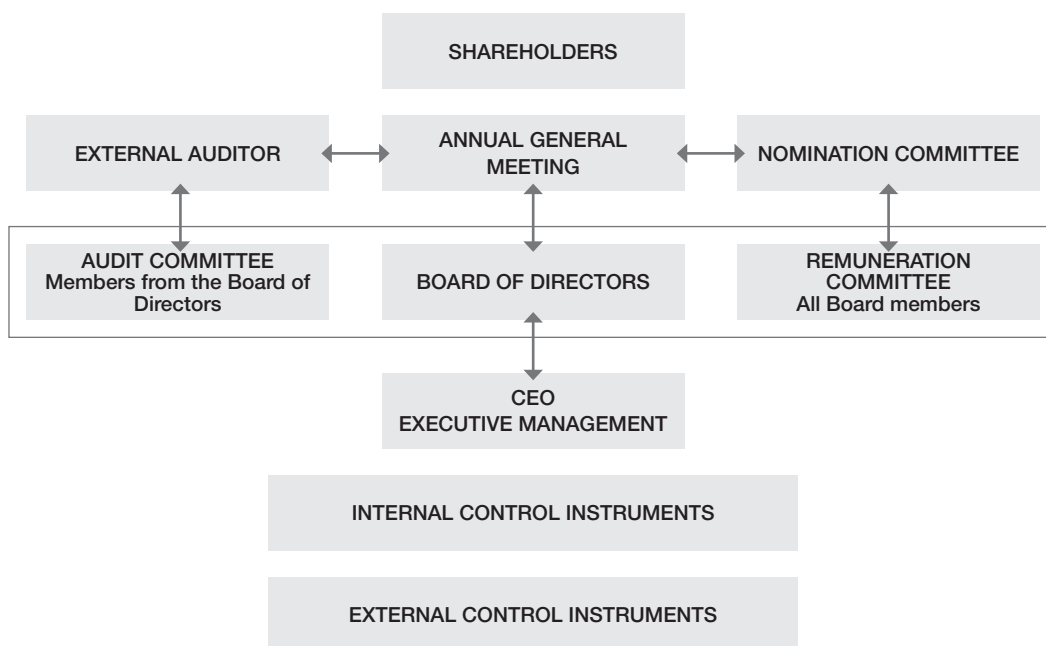 SHAREHOLDERS
EXTERNAL AUDITOR
ANNUAL GENERAL
MEETING
NOMINATION COMMITTEE
AUDIT COMMITTEE
Members from the Board of
Directors
BOARD OF DIRECTORS
REMUNERATION
COMMITTEE
All Board members
CEO
EXECUTIVE MANAGEMENT
INTERNAL CONTROL INSTRUMENTS
EXTERNAL CONTROL INSTRUMENTS